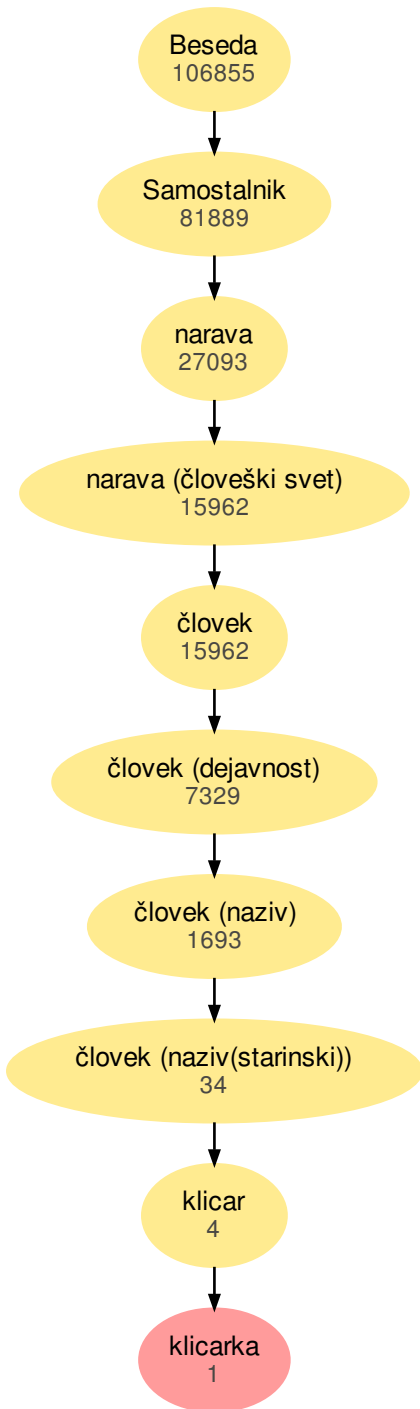 Beseda
106855
Samostalnik
81889
narava
27093
narava (človeški svet)
15962
človek
15962
človek (dejavnost)
7329
človek (naziv)
1693
človek (naziv(starinski))
34
klicar
4
klicarka
1